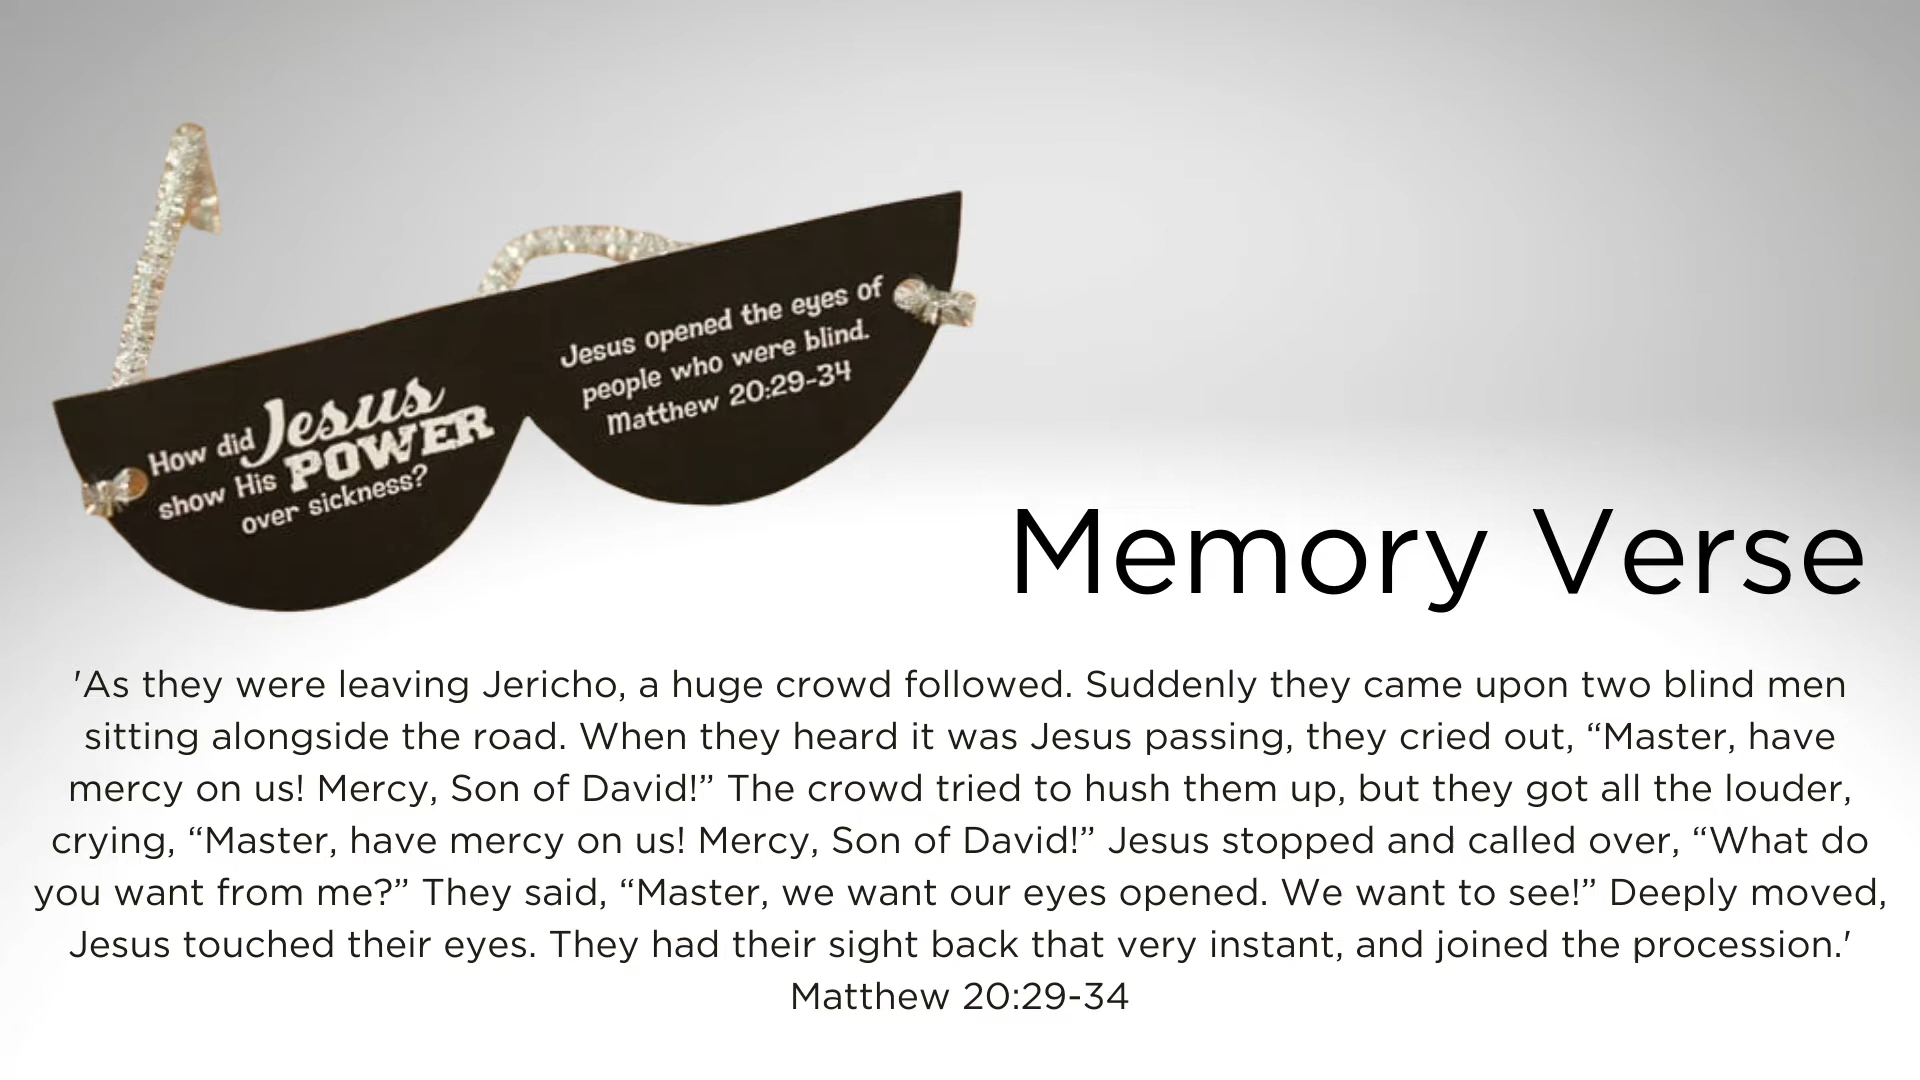 How did Jesus
show His POWER
over sickness?
Jesus opened the eyes of
people who were blind.
Matthew 20:29-34
Memory Verse
'As they were leaving Jericho, a huge crowd followed. Suddenly they came upon two blind men
sitting alongside the road. When they heard it was Jesus passing, they cried out, “Master, have
mercy on us! Mercy, Son of David!” The crowd tried to hush them up, but they got all the louder,
crying, “Master, have mercy on us! Mercy, Son of David!” Jesus stopped and called over, “What do
you want from me?” They said, “Master, we want our eyes opened. We want to see!” Deeply moved,
Jesus touched their eyes. They had their sight back that very instant, and joined the procession.'
Matthew 20:29-34